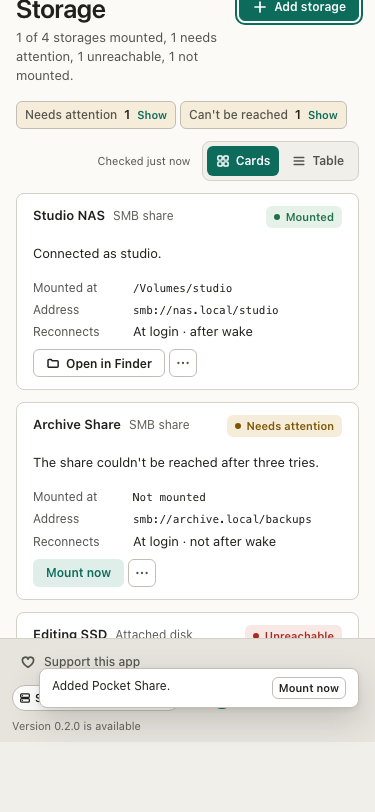 Storage
Add storage
1 of 4 storages mounted, 1 needs
attention, 1 unreachable, 1 not
mounted.
Needs attention 1 Show
Can't be reached 1 Show
Checked just now
Cards
Table
Studio NAS SMB share
Mounted
Connected as studio.
Mounted at /Volumes/studio
Address smb://nas.local/studio
Reconnects At login · after wake
Open in Finder
Archive Share SMB share
Needs attention
The share couldn't be reached after three tries.
Mounted at Not mounted
Address smb://archive.local/backups
Reconnects At login · not after wake
Mount now
Editing SSD Attached disk
Unreachable
Support this app
Added Pocket Share.
Mount now
Version 0.2.0 is available